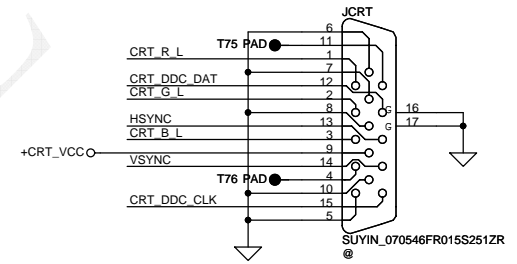 JCRT
6
T75 PAD 11
CRT_R_L 1
7
CRT_DDC_DAT 12
CRT_G_L 2
8 G 16
HSYNC 13 G 17
CRT_B_L 3
+CRT_VCC 9
VSYNC 14
T76 PAD 4
10
CRT_DDC_CLK 15
5
SUYIN_070546FR015S251ZR
@